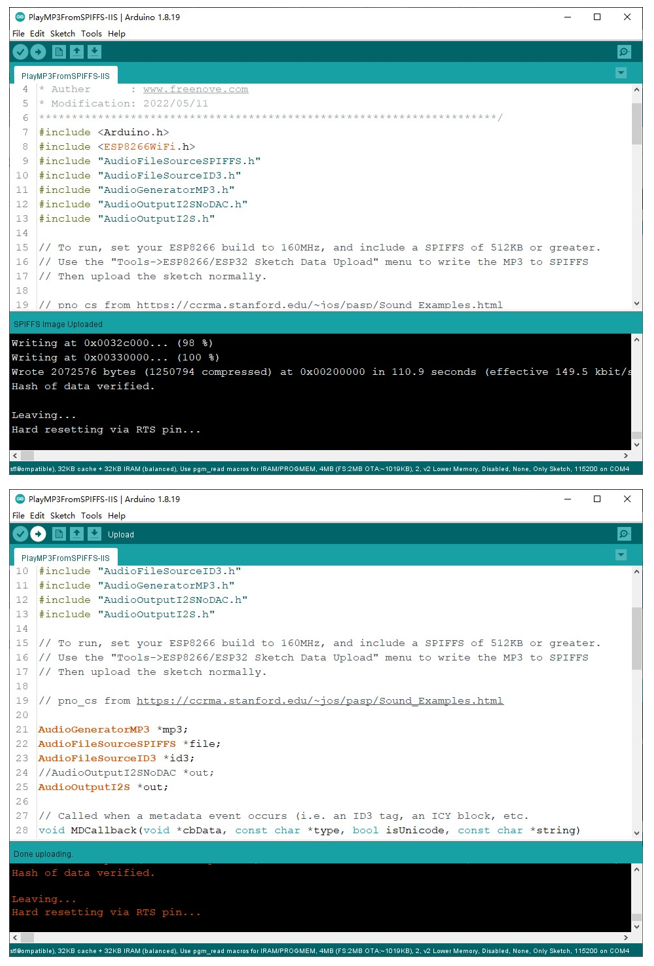 PlayMP3FromSPIFFS-IIS | Arduino 1.8.19
File Edit Sketch Tools Help
PlayMP3FromSPIFFS-IIS
4 * Auther : www.freenove.com
5 * Modification: 2022/05/11
6 **********************************************************************/
7 #include <Arduino.h>
8 #include <ESP8266WiFi.h>
9 #include "AudioFileSourceSPIFFS.h"
10 #include "AudioFileSourceID3.h"
11 #include "AudioGeneratorMP3.h"
12 #include "AudioOutputI2SNoDAC.h"
13 #include "AudioOutputI2S.h"
14
15 // To run, set your ESP8266 build to 160MHz, and include a SPIFFS of 512KB or greater.
16 // Use the "Tools->ESP8266/ESP32 Sketch Data Upload" menu to write the MP3 to SPIFFS
17 // Then upload the sketch normally.
18
19 // pno_cs from https://ccrma.stanford.edu/~jos/pasp/Sound_Examples.html
SPIFFS Image Uploaded
Writing at 0x0032c000... (98 %)
Writing at 0x00330000... (100 %)
Wrote 2072576 bytes (1250794 compressed) at 0x00200000 in 110.9 seconds (effective 149.5 kbit/s
Hash of data verified.
Leaving...
Hard resetting via RTS pin...
ompatible), 32KB cache + 32KB IRAM (balanced), Use pgm_read macros for IRAM/PROGMEM, 4MB (FS:2MB OTA:~1019KB), 2, v2 Lower Memory, Disabled, None, Only Sketch, 115200 on COM4
PlayMP3FromSPIFFS-IIS | Arduino 1.8.19
File Edit Sketch Tools Help
Upload
PlayMP3FromSPIFFS-IIS
10 #include "AudioFileSourceID3.h"
11 #include "AudioGeneratorMP3.h"
12 #include "AudioOutputI2SNoDAC.h"
13 #include "AudioOutputI2S.h"
14
15 // To run, set your ESP8266 build to 160MHz, and include a SPIFFS of 512KB or greater.
16 // Use the "Tools->ESP8266/ESP32 Sketch Data Upload" menu to write the MP3 to SPIFFS
17 // Then upload the sketch normally.
18
19 // pno_cs from https://ccrma.stanford.edu/~jos/pasp/Sound_Examples.html
20
21 AudioGeneratorMP3 *mp3;
22 AudioFileSourceSPIFFS *file;
23 AudioFileSourceID3 *id3;
24 //AudioOutputI2SNoDAC *out;
25 AudioOutputI2S *out;
26
27 // Called when a metadata event occurs (i.e. an ID3 tag, an ICY block, etc.
28 void MDCallback(void *cbData, const char *type, bool isUnicode, const char *string)
Done uploading.
Hash of data verified.
Leaving...
Hard resetting via RTS pin...
ompatible), 32KB cache + 32KB IRAM (balanced), Use pgm_read macros for IRAM/PROGMEM, 4MB (FS:2MB OTA:~1019KB), 2, v2 Lower Memory, Disabled, None, Only Sketch, 115200 on COM4